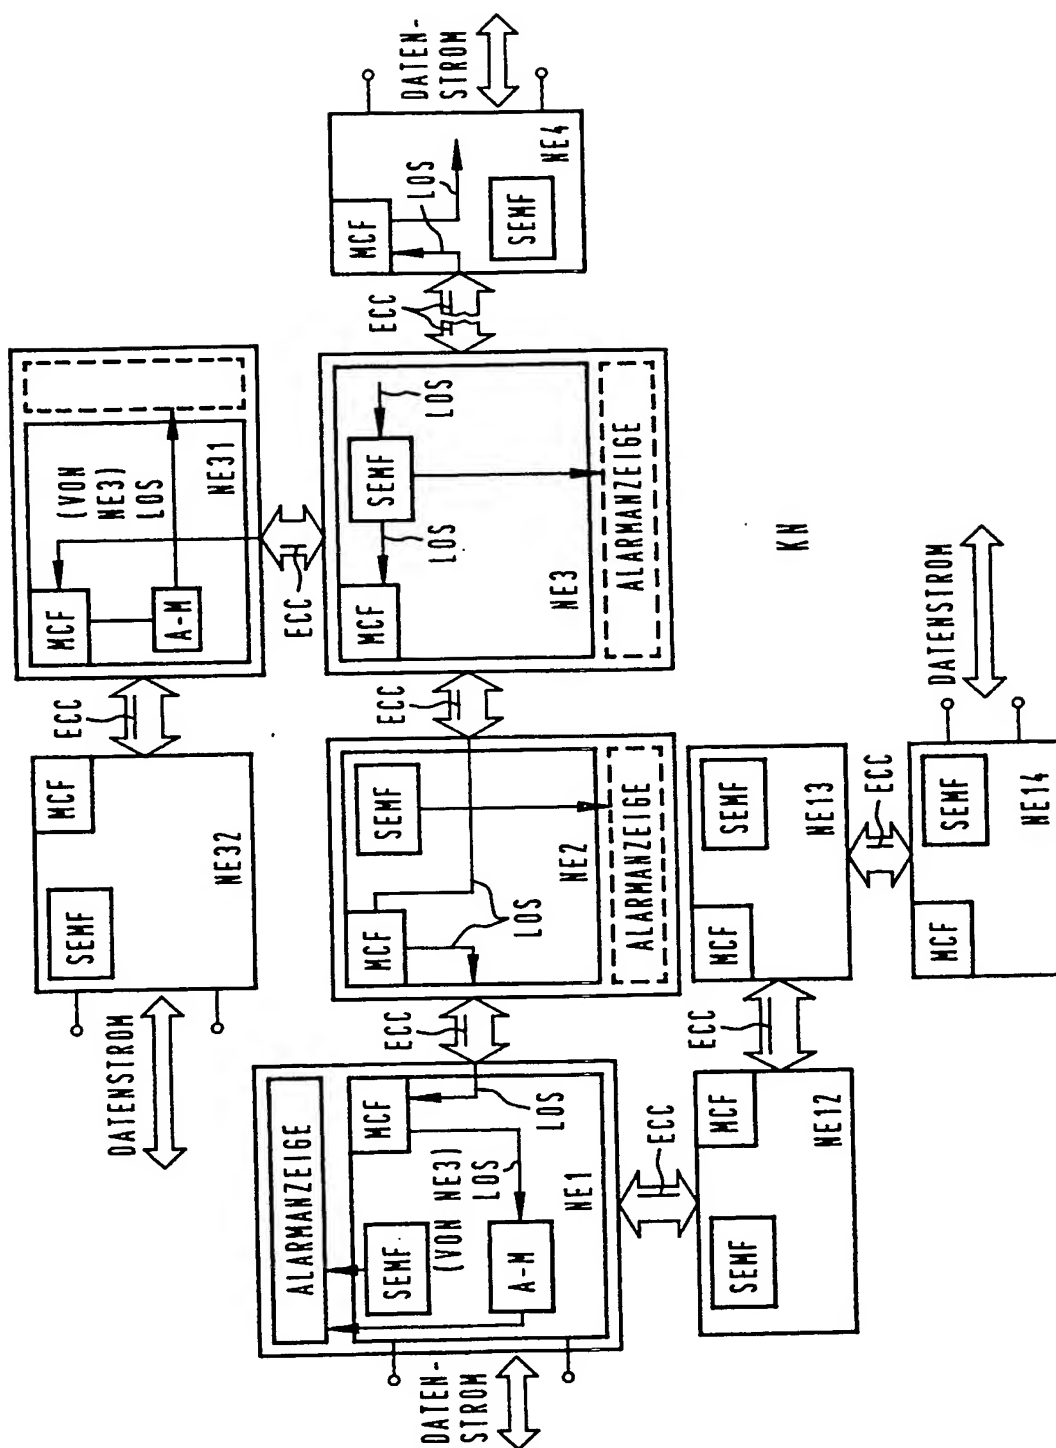 DATENSTROM
SEMF
MCF
NE32
ECC
MCF
A-M
(VON
NE3)
LOS
NE31
ECC
DATEN-
STROM
ALARMANZEIGE
SEMF
MCF
(VON NE3)
LOS
A-M
NE1
LOS
ECC
MCF
SEMF
NE2
LOS
ALARMANZEIGE
ECC
MCF
LOS
SEMF
LOS
NE3
ALARMANZEIGE
ECC
MCF
LOS
SEMF
NE4
DATEN-
STROM
ECC
SEMF
MCF
NE12
ECC
MCF
SEMF
NE13
KN
ECC
MCF
SEMF
NE14
DATENSTROM